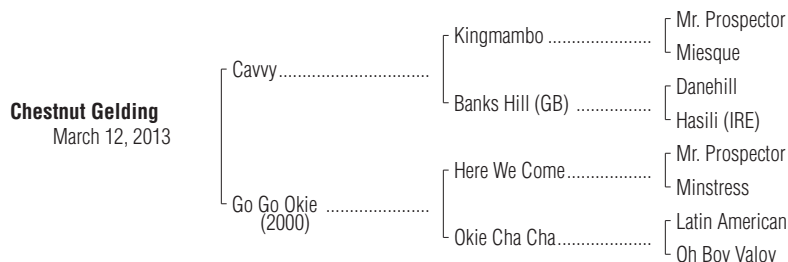 Chestnut Gelding
March 12, 2013
Cavvy
Go Go Okie
(2000)
Kingmambo
Banks Hill (GB)
Here We Come
Okie Cha Cha
Mr. Prospector
Miesque
Danehill
Hasili (IRE)
Mr. Prospector
Minstress
Latin American
Oh Boy Valoy